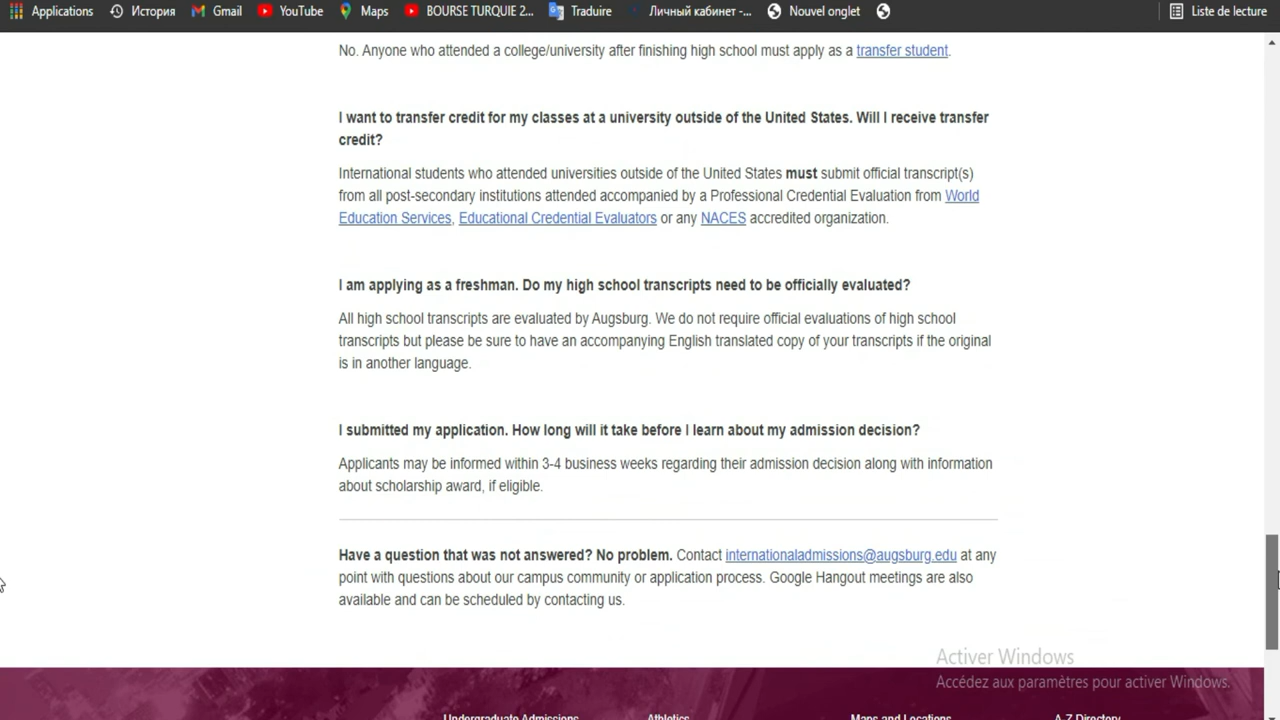 Applications История Gmail YouTube Maps BOURSE TURQUIE 2... Traduire Личный кабинет -... Nouvel onglet Liste de lecture
No. Anyone who attended a college/university after finishing high school must apply as a transfer student.
I want to transfer credit for my classes at a university outside of the United States. Will I receive transfer
credit?
International students who attended universities outside of the United States must submit official transcript(s)
from all post-secondary institutions attended accompanied by a Professional Credential Evaluation from World
Education Services, Educational Credential Evaluators or any NACES accredited organization.
I am applying as a freshman. Do my high school transcripts need to be officially evaluated?
All high school transcripts are evaluated by Augsburg. We do not require official evaluations of high school
transcripts but please be sure to have an accompanying English translated copy of your transcripts if the original
is in another language.
I submitted my application. How long will it take before I learn about my admission decision?
Applicants may be informed within 3-4 business weeks regarding their admission decision along with information
about scholarship award, if eligible.
Have a question that was not answered? No problem. Contact internationaladmissions@augsburg.edu at any
point with questions about our campus community or application process. Google Hangout meetings are also
available and can be scheduled by contacting us.
Activer Windows
Accédez aux paramètres pour activer Windows.
Undergraduate Admissions Athletics Maps and Locations A-Z Directory